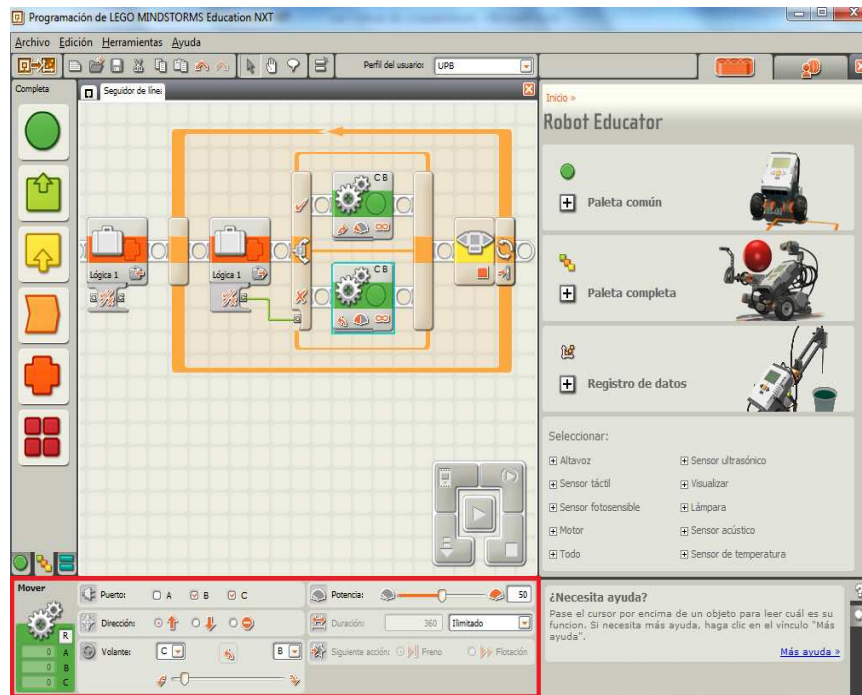 Programación de LEGO MINDSTORMS Education NXT
Archivo Edición Herramientas Ayuda
Perfil del usuario: UPB
Completa
Seguidor de líne
C B
Lógica 1
Lógica 1
C B
Inicio »
Robot Educator
Paleta común
Paleta completa
Registro de datos
Seleccionar:
Altavoz
Sensor ultrasónico
Sensor táctil
Visualizar
Sensor fotosensible
Lámpara
Motor
Sensor acústico
Todo
Sensor de temperatura
Mover
R
0 A
0 B
0 C
Puerto: A B C
Potencia: 50
Dirección:
Duración: 360 Ilimitado
Volante: C B
Siguiente acción: Freno Flotación
¿Necesita ayuda?
Pase el cursor por encima de un objeto para leer cuál es su
funcion. Si necesita más ayuda, haga clic en el vínculo "Más
ayuda".
Más ayuda »